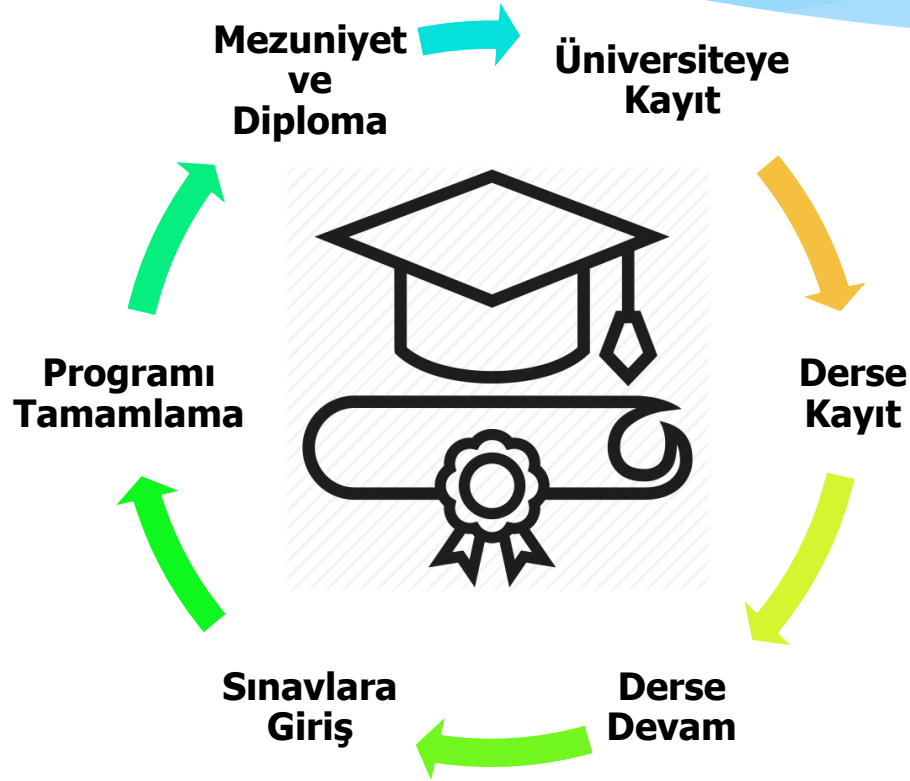 Mezuniyet
ve
Diploma
Üniversiteye
Kayıt
Derse
Kayıt
Derse
Devam
Sınavlara
Giriş
Programı
Tamamlama